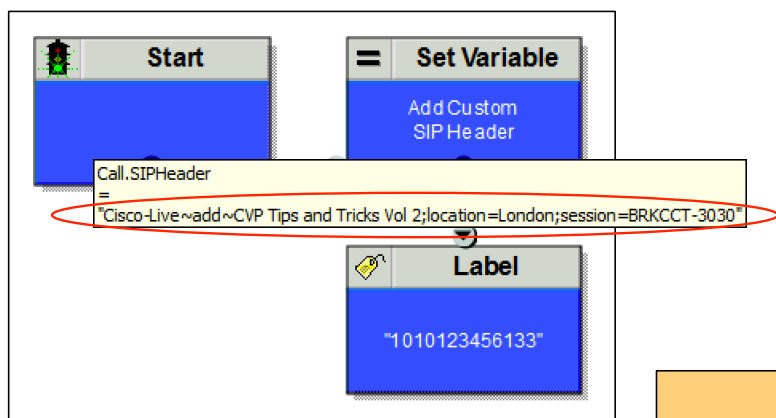 Start
Set Variable
Add Custom
SIP Header
Call.SIPHeader
=
"Cisco-Live~add~CVP Tips and Tricks Vol 2;location=London;session=BRKCCT-3030"
Label
"1010123456133"